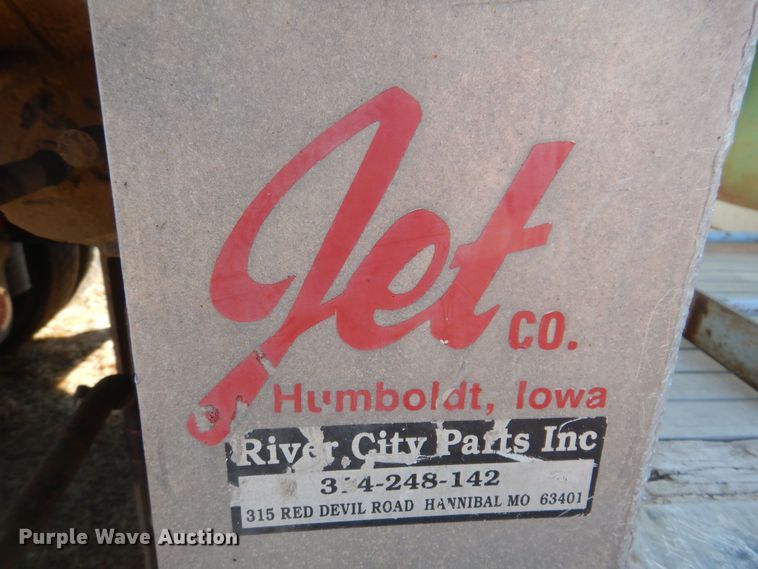 Jet co.
Humboldt, Iowa
River City Parts Inc
315 RED DEVIL ROAD HANNIBAL MO 63401
Purple Wave Auction®